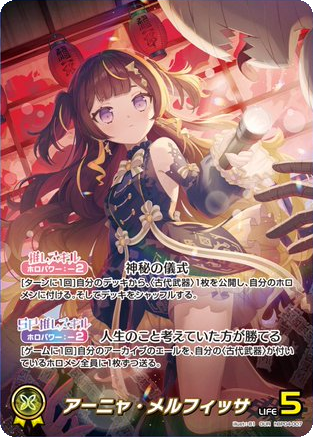 推しスキル
ホロパワー：－2
神秘の儀式
[ターンに1回]自分のデッキから、〈古代武器〉1枚を公開し、自分のホロ
メンに付ける。そしてデッキをシャッフルする。
SP推しスキル
ホロパワー：－2
人生のこと考えていた方が勝てる
[ゲームに1回]自分のアーカイブのエールを、自分の〈古代武器〉が付い
ているホロメン全員に1枚ずつ送る。
アーニャ・メルフィッサ
LIFE 5